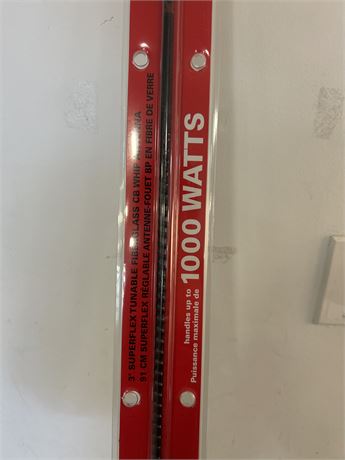 3' SUPERFLEX TUNABLE FIBERGLASS CB WHIP ANTENNA
91 CM SUPERFLEX RÉGLABLE ANTENNE-FOUET BP EN FIBRE DE VERRE
handles up to
Puissance maximale de
1000 WATTS